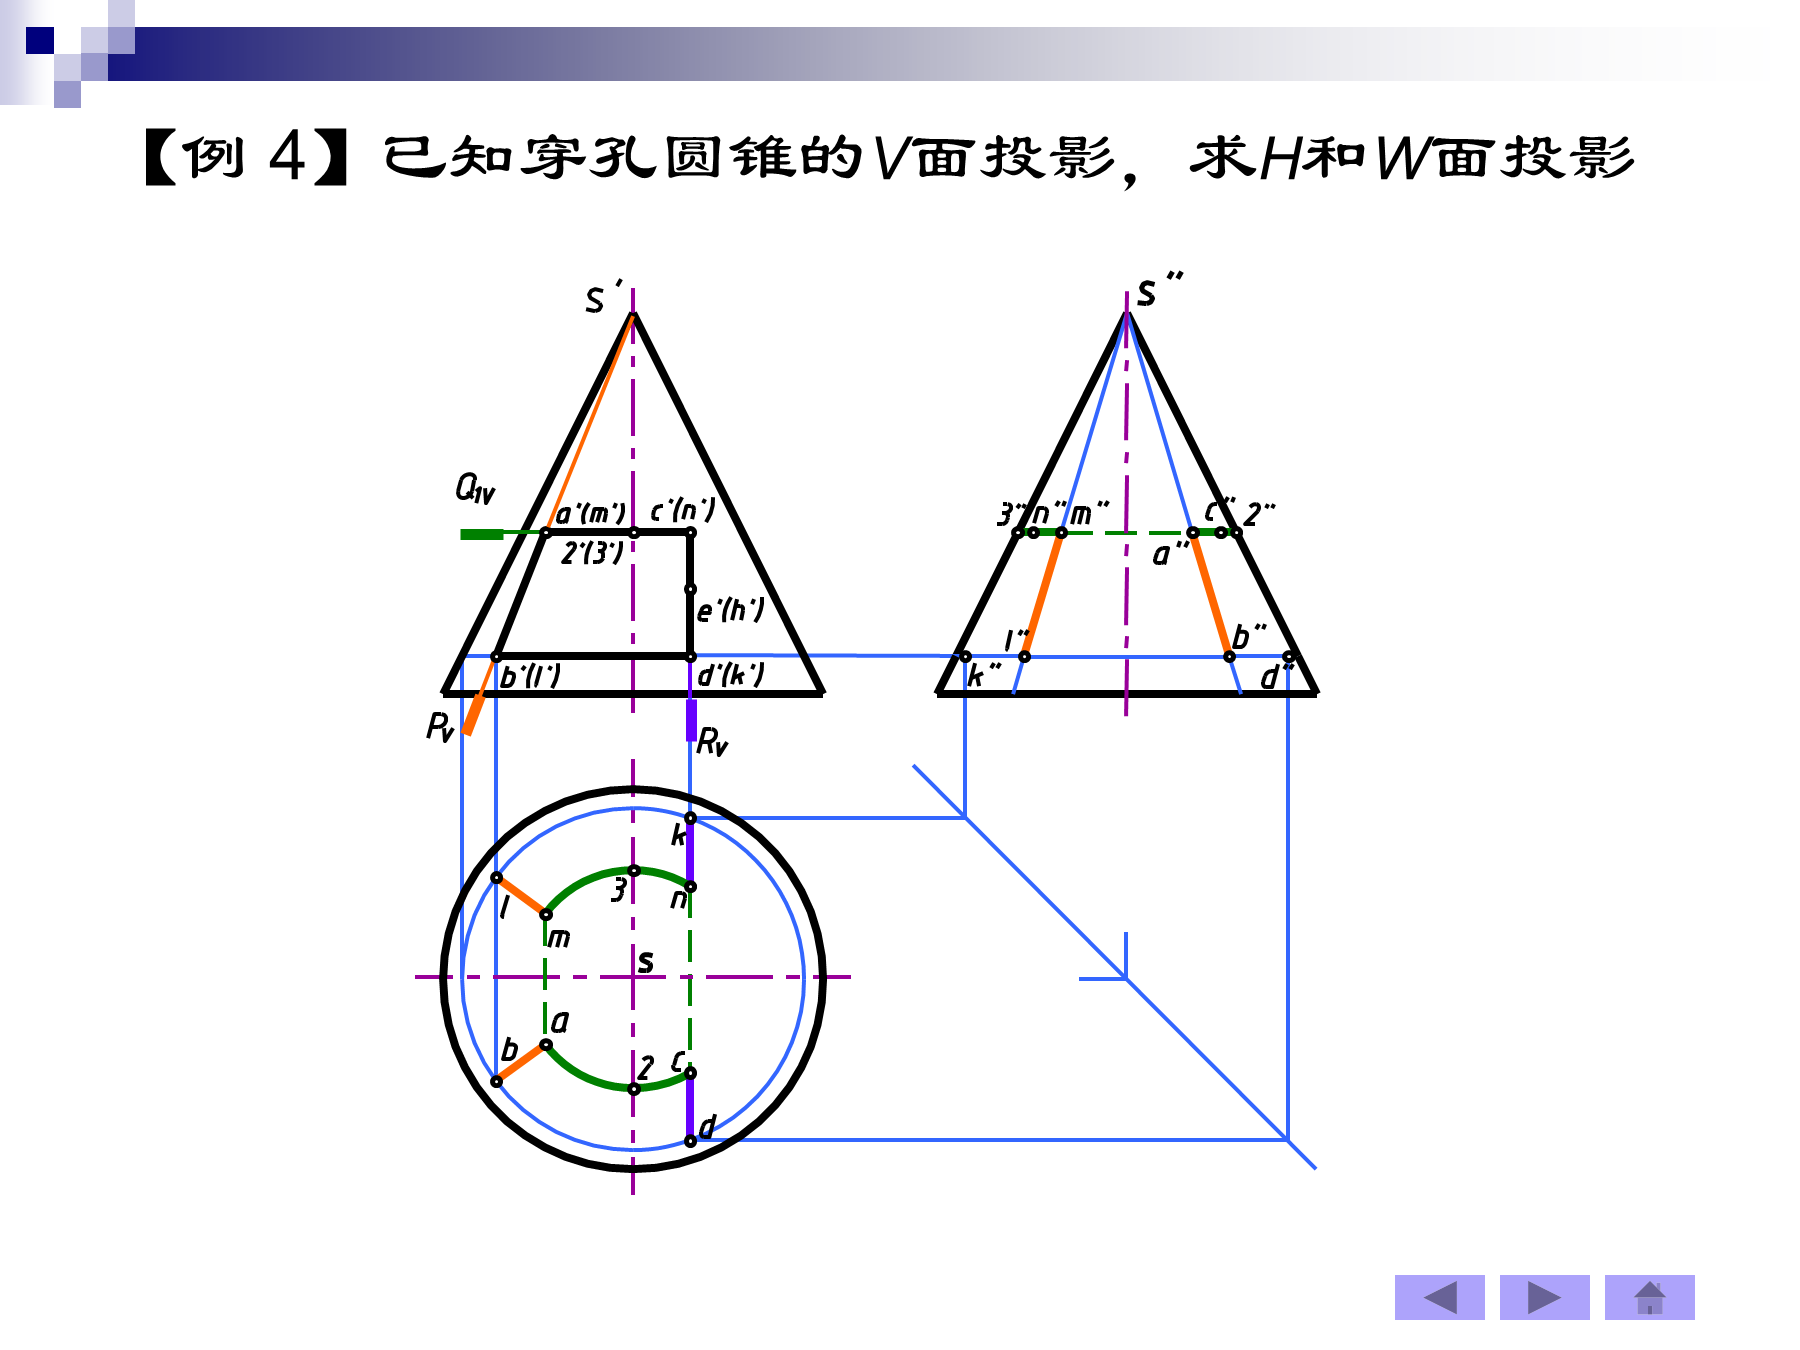 【例 4】已知穿孔圆锥的V面投影，求H和W面投影
s′
s″
Q1V
a′(m′)
c′(n′)
2′(3′)
e′(h′)
b′(l′)
d′(k′)
PV
RV
3″ n″ m″
c″ 2″
a″
l″
b″
k″
d″
k
3
n
l
m
s
a
b
2
c
d